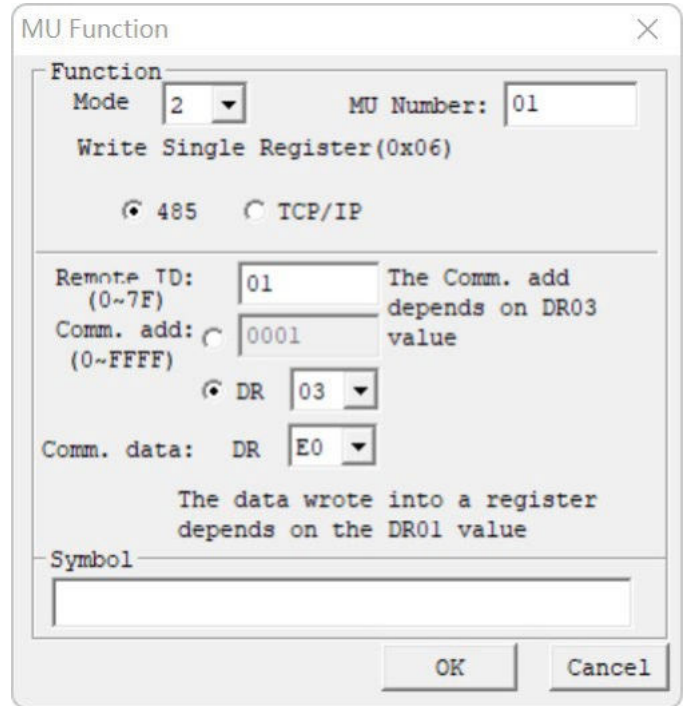 MU Function
Function
Mode 2 MU Number: 01
Write Single Register(0x06)
485 TCP/IP
Remote ID: 01 The Comm. add
(0~7F) depends on DR03
Comm. add: 0001 value
(0~FFFF)
DR 03
Comm. data: DR E0
The data wrote into a register
depends on the DR01 value
Symbol
OK Cancel